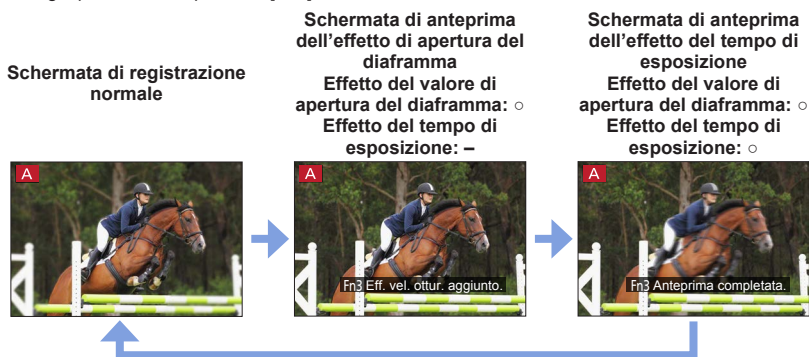 Schermata di registrazione
normale
Schermata di anteprima
dell'effetto di apertura del
diaframma
Effetto del valore di
apertura del diaframma: ○
Effetto del tempo di
esposizione: –
Schermata di anteprima
dell'effetto del tempo di
esposizione
Effetto del valore di
apertura del diaframma: ○
Effetto del tempo di
esposizione: ○
A
A
Fn3 Eff. vel. ottur. aggiunto.
A
Fn3 Anteprima completata.